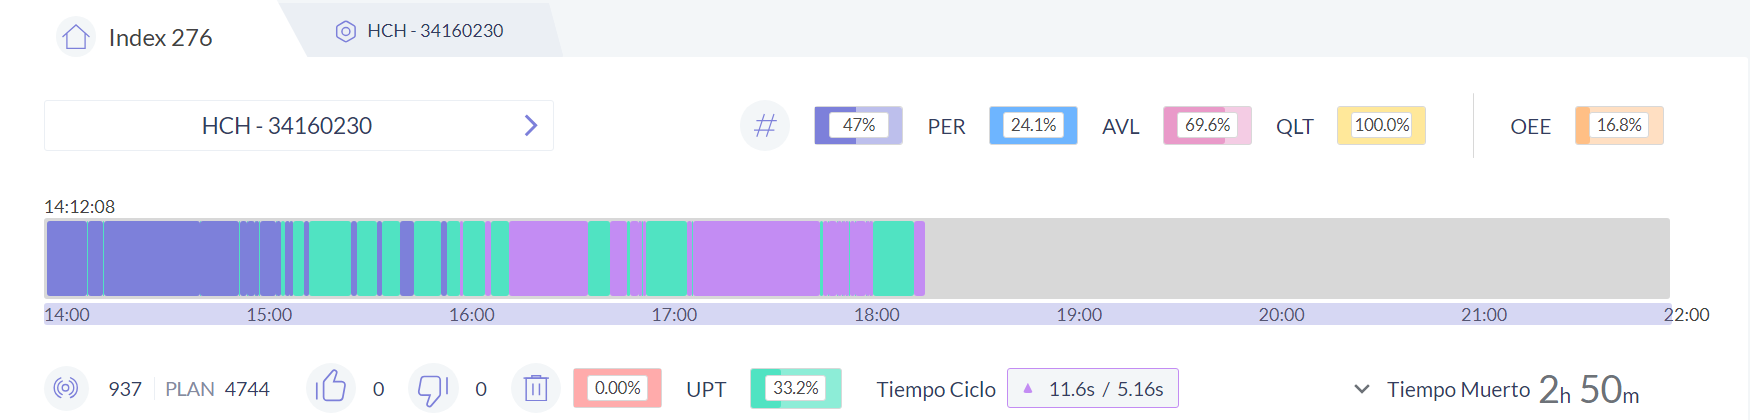 Index 276
HCH - 34160230
HCH - 34160230
47% PER 24.1% AVL 69.6% QLT 100.0% OEE 16.8%
14:12:08
14:00 15:00 16:00 17:00 18:00 19:00 20:00 21:00 22:00
937 PLAN 4744 0 0 0.00% UPT 33.2% Tiempo Ciclo 11.6s / 5.16s Tiempo Muerto 2h 50m